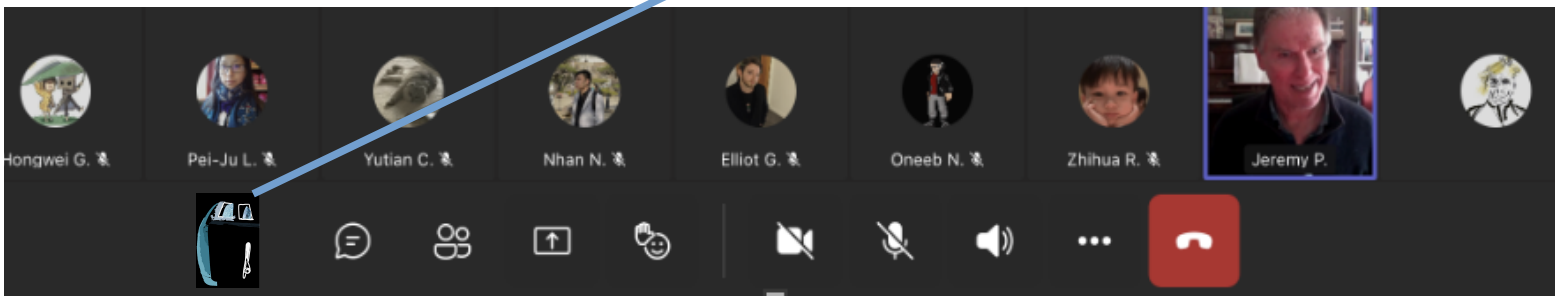 Hongwei G.
Pei-Ju L.
Yutian C.
Nhan N.
Elliot G.
Oneeb N.
Zhihua R.
Jeremy P.